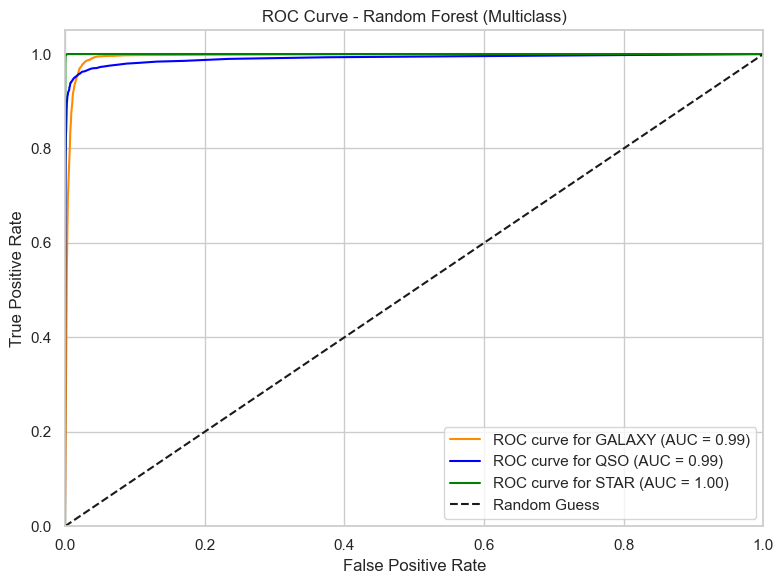 ROC Curve - Random Forest (Multiclass)
True Positive Rate
1.0
0.8
0.6
0.4
0.2
0.0
ROC curve for GALAXY (AUC = 0.99)
ROC curve for QSO (AUC = 0.99)
ROC curve for STAR (AUC = 1.00)
Random Guess
0.0 0.2 0.4 0.6 0.8 1.0
False Positive Rate